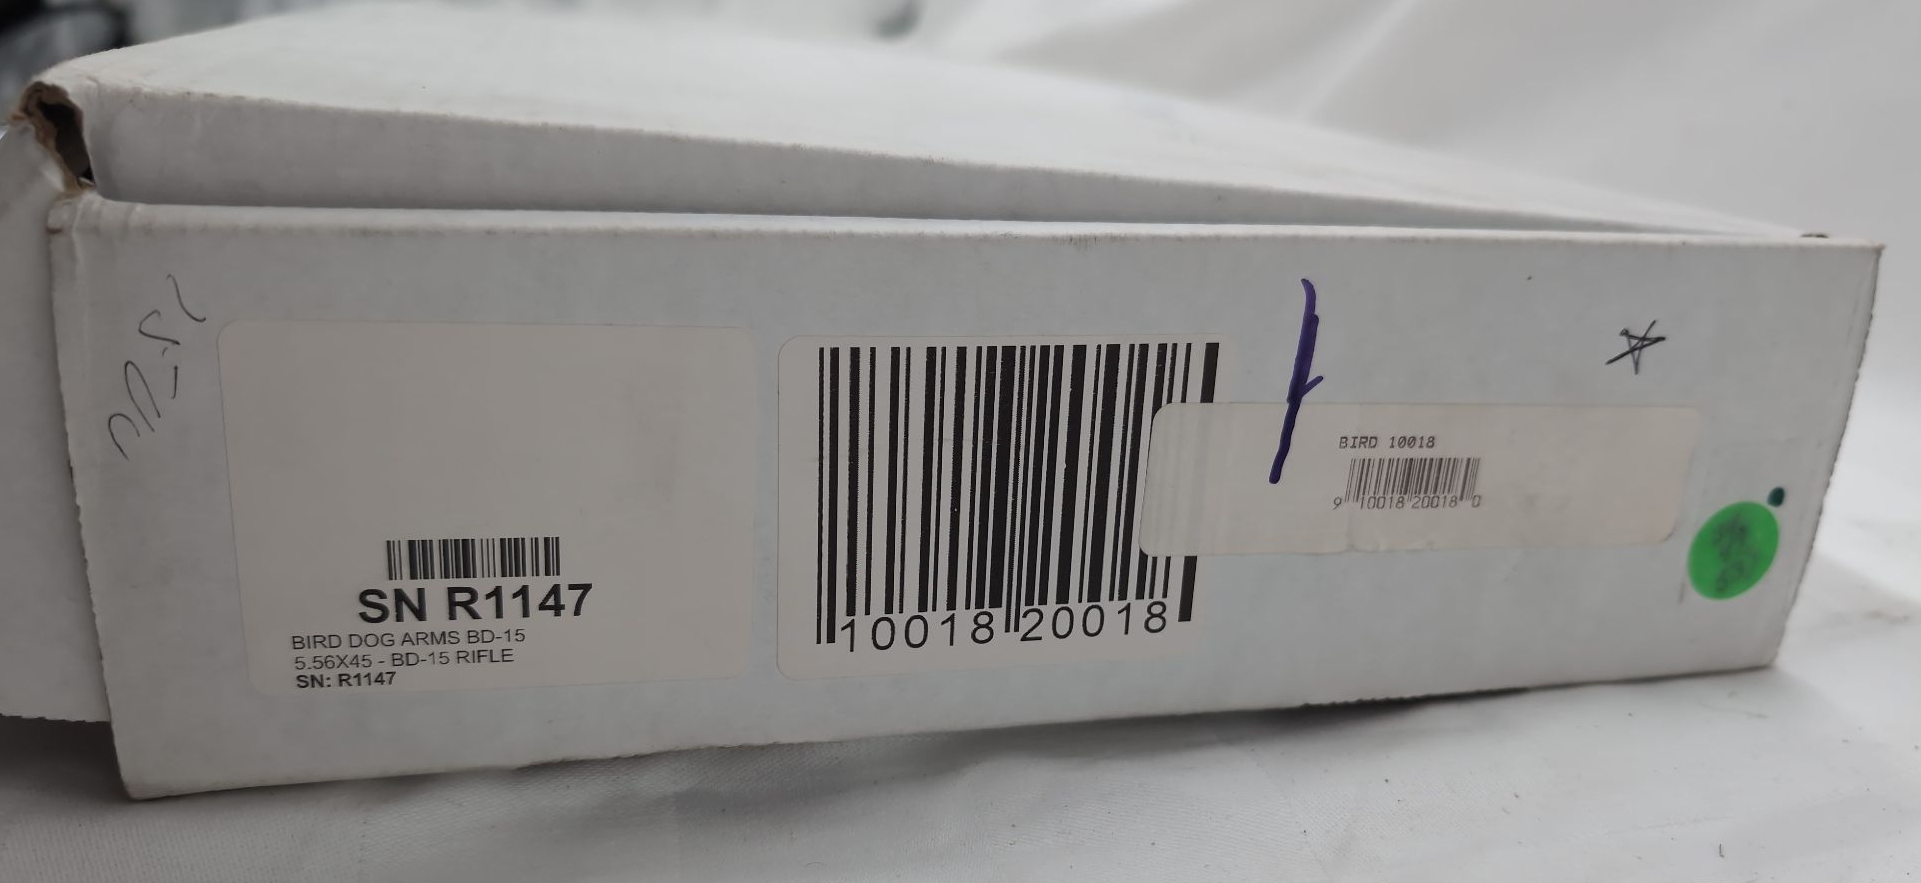 SN R1147
BIRD DOG ARMS BD-15
5.56X45 - BD-15 RIFLE
SN: R1147
10018 20018
BIRD 10018
9 10018 20018 0